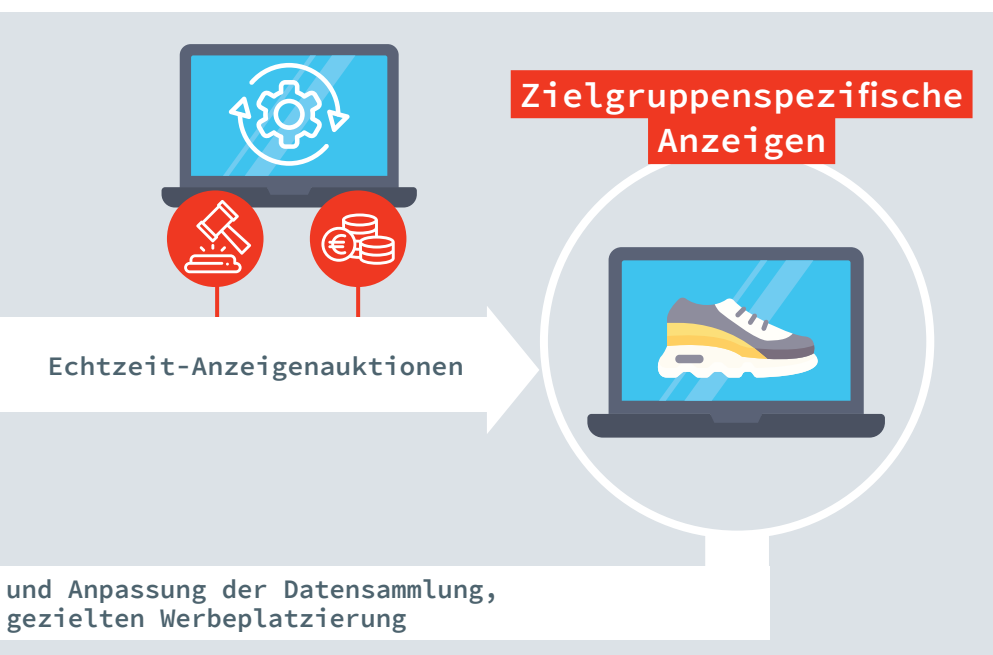 Zielgruppenspezifische
Anzeigen
Echtzeit-Anzeigenauktionen
und Anpassung der Datensammlung,
gezielten Werbeplatzierung